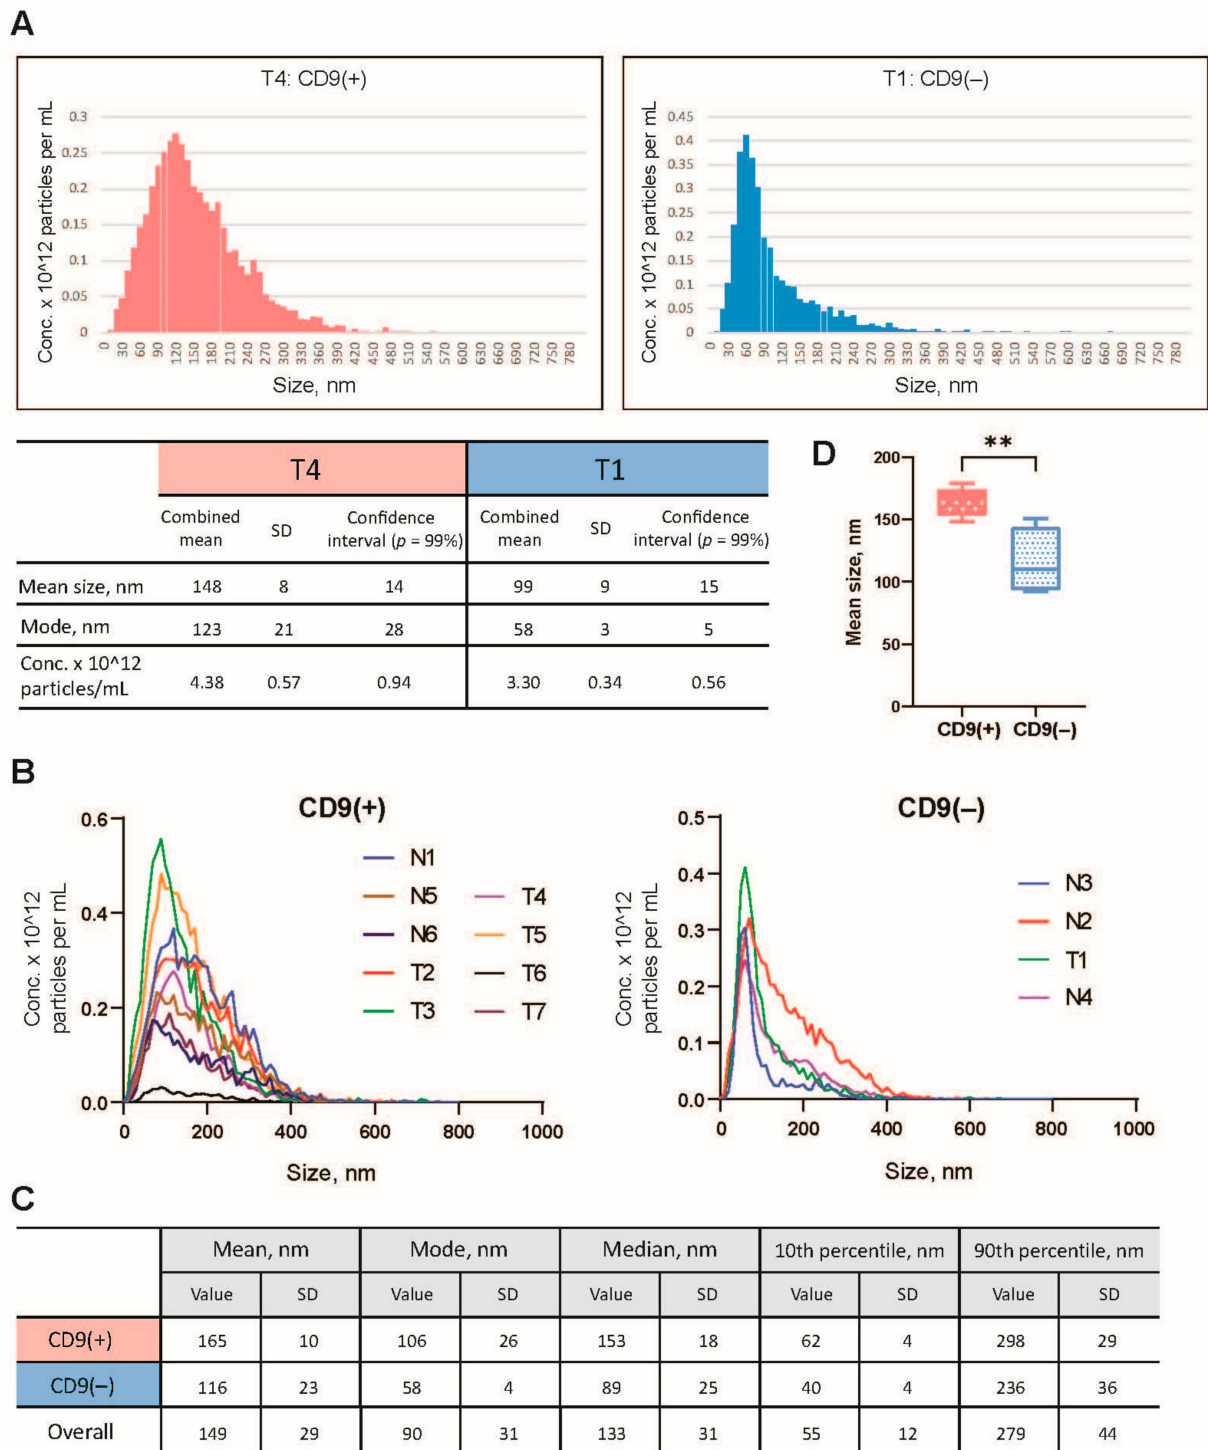 A
T4: CD9(+)
Conc. x 10^12 particles per mL
0.3
0.25
0.2
0.15
0.1
0.05
0
0 30 60 90 120 150 180 210 240 270 300 330 360 390 420 450 480 510 540 570 600 630 660 690 720 750 780
Size, nm
T1: CD9(–)
Conc. x 10^12 particles per mL
0.45
0.4
0.35
0.3
0.25
0.2
0.15
0.1
0.05
0
0 30 60 90 120 150 180 210 240 270 300 330 360 390 420 450 480 510 540 570 600 630 660 690 720 750 780
Size, nm
T4 T1
Combined mean SD Confidence interval (p = 99%) Combined mean SD Confidence interval (p = 99%)
Mean size, nm 148 8 14 99 9 15
Mode, nm 123 21 28 58 3 5
Conc. x 10^12
particles/mL 4.38 0.57 0.94 3.30 0.34 0.56
D
**
Mean size, nm
200
150
100
50
0
CD9(+) CD9(–)
B
CD9(+)
Conc. x 10^12
particles per mL
0.6
0.4
0.2
0.0
0 200 400 600 800 1000
Size, nm
N1
N5
N6
T2
T3
T4
T5
T6
T7
CD9(–)
Conc. x 10^12
particles per mL
0.5
0.4
0.3
0.2
0.1
0.0
0 200 400 600 800 1000
Size, nm
N3
N2
T1
N4
C
Mean, nm Mode, nm Median, nm 10th percentile, nm 90th percentile, nm
Value SD Value SD Value SD Value SD Value SD
CD9(+) 165 10 106 26 153 18 62 4 298 29
CD9(–) 116 23 58 4 89 25 40 4 236 36
Overall 149 29 90 31 133 31 55 12 279 44